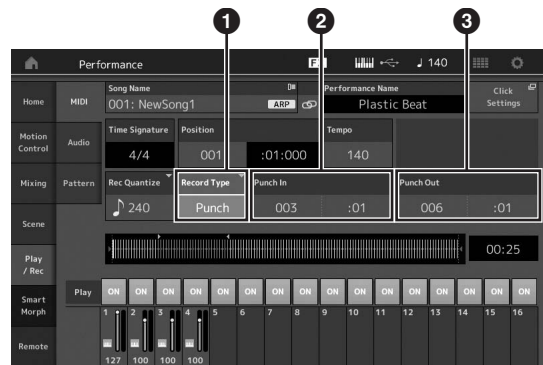 1 2 3
Performance FX 140
Home MIDI Song Name Performance Name Click Settings
001: NewSong1 ARP Plastic Beat
Motion Control Audio Time Signature Position Tempo
4/4 001 :01:000 140
Mixing Pattern Rec Quantize Record Type Punch In Punch Out
240 Punch 003 :01 006 :01
Scene
Play / Rec 00:25
Smart Morph Play ON ON ON ON ON ON ON ON ON ON ON ON ON ON ON ON
1 2 3 4 5 6 7 8 9 10 11 12 13 14 15 16
Remote 127 100 100 100